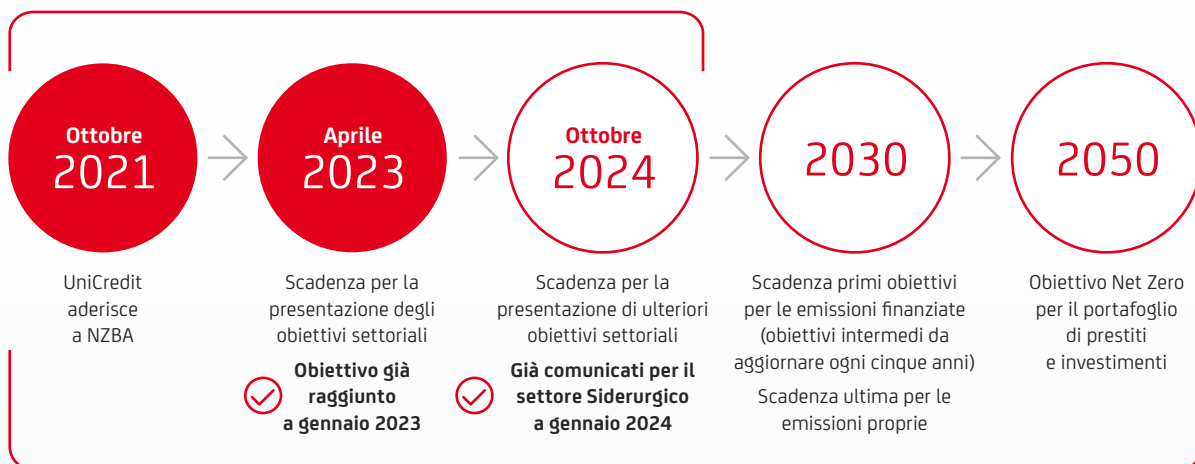 Ottobre
2021
UniCredit
aderisce
a NZBA
Aprile
2023
Scadenza per la
presentazione degli
obiettivi settoriali
Obiettivo già
raggiunto
a gennaio 2023
Ottobre
2024
Scadenza per la
presentazione di ulteriori
obiettivi settoriali
Già comunicati per il
settore Siderurgico
a gennaio 2024
2030
Scadenza primi obiettivi
per le emissioni finanziate
(obiettivi intermedi da
aggiornare ogni cinque anni)
Scadenza ultima per le
emissioni proprie
2050
Obiettivo Net Zero
per il portafoglio
di prestiti
e investimenti